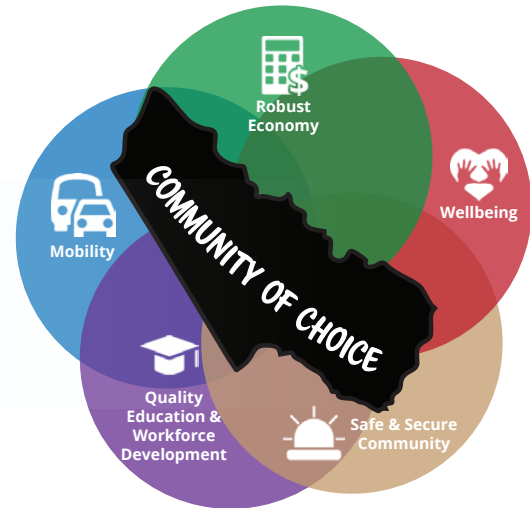 Robust
Economy
Wellbeing
COMMUNITY OF CHOICE
Mobility
Quality
Education &
Workforce
Development
Safe & Secure
Community